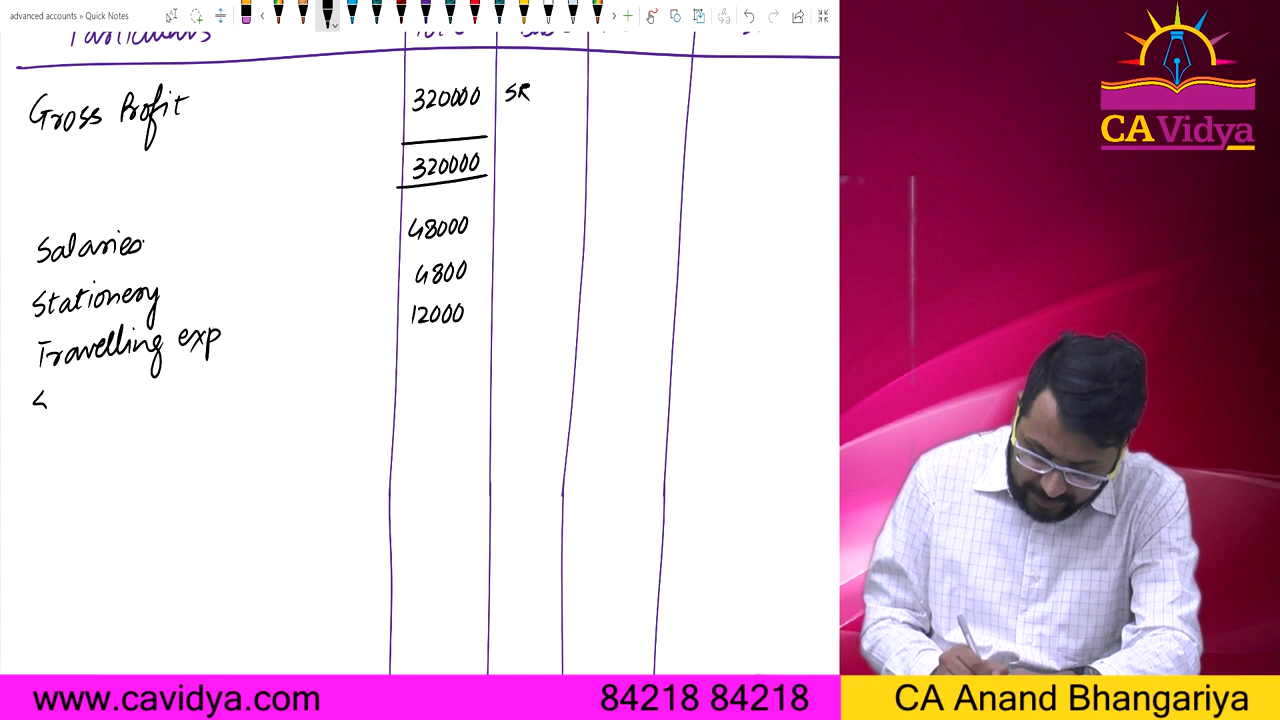 advanced accounts » Quick Notes
Particulars
Gross Profit 320000 SR
320000
Salaries 48000
Stationery 4800
Travelling exp 12000
CA Vidya
www.cavidya.com 84218 84218 CA Anand Bhangariya